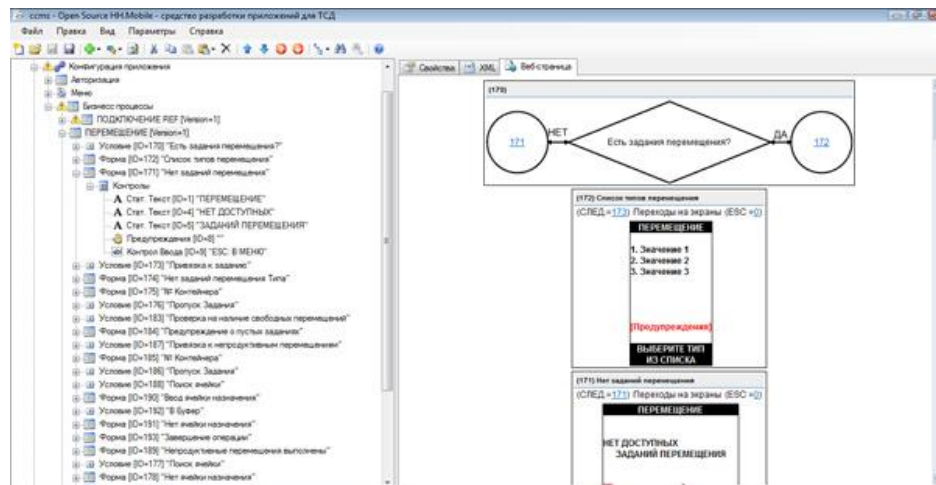 ccms - Open Source HH.Mobile - средство разработки приложений для ТСД
Файл Правка Вид Параметры Справка
Конфигурация приложения
Авторизация
Меню
Бизнесс процессы
ПОДКЛЮЧЕНИЕ REF [Version=1]
ПЕРЕМЕЩЕНИЕ [Version=1]
Условие [ID=170] "Есть задания перемещения?"
Форма [ID=172] "Список типов перемещения"
Форма [ID=171] "Нет заданий перемещения"
Контролы
Стат. Текст [ID=1] "ПЕРЕМЕЩЕНИЕ"
Стат. Текст [ID=4] "НЕТ ДОСТУПНЫХ"
Стат. Текст [ID=5] "ЗАДАНИЙ ПЕРЕМЕЩЕНИЯ"
Предупреждения [ID=8] ""
Контрол Ввода [ID=9] "ESC: В МЕНЮ"
Условие [ID=173] "Привязка к заданию"
Форма [ID=174] "Нет заданий перемещения Типа"
Форма [ID=175] "№ Контейнера"
Условие [ID=176] "Пропуск Задания"
Условие [ID=183] "Проверка на наличие свободных перемещений"
Форма [ID=184] "Предупреждение о пустых заданиях"
Условие [ID=187] "Привязка к непродуктивным перемещениям"
Форма [ID=185] "№ Контейнера"
Условие [ID=186] "Пропуск Задания"
Условие [ID=188] "Поиск ячейки"
Форма [ID=190] "Ввод ячейки назначения"
Условие [ID=192] "В Буфер"
Форма [ID=191] "Нет ячейки назначения"
Форма [ID=193] "Завершение операции"
Форма [ID=189] "Непродуктивные перемещения выполнены"
Условие [ID=177] "Поиск ячейки"
Форма [ID=178] "Нет ячейки назначения"
Свойства XML Веб-страница
(170)
171 НЕТ Есть задания перемещения? ДА 172
(172) Список типов перемещения
(СЛЕД.=173) Переходы на экраны (ESC =0)
ПЕРЕМЕЩЕНИЕ
1. Значение 1
2. Значение 2
3. Значение 3
[Предупреждения]
ВЫБЕРИТЕ ТИП
ИЗ СПИСКА
(171) Нет заданий перемещения
(СЛЕД.=171) Переходы на экраны (ESC =0)
ПЕРЕМЕЩЕНИЕ
НЕТ ДОСТУПНЫХ
ЗАДАНИЙ ПЕРЕМЕЩЕНИЯ